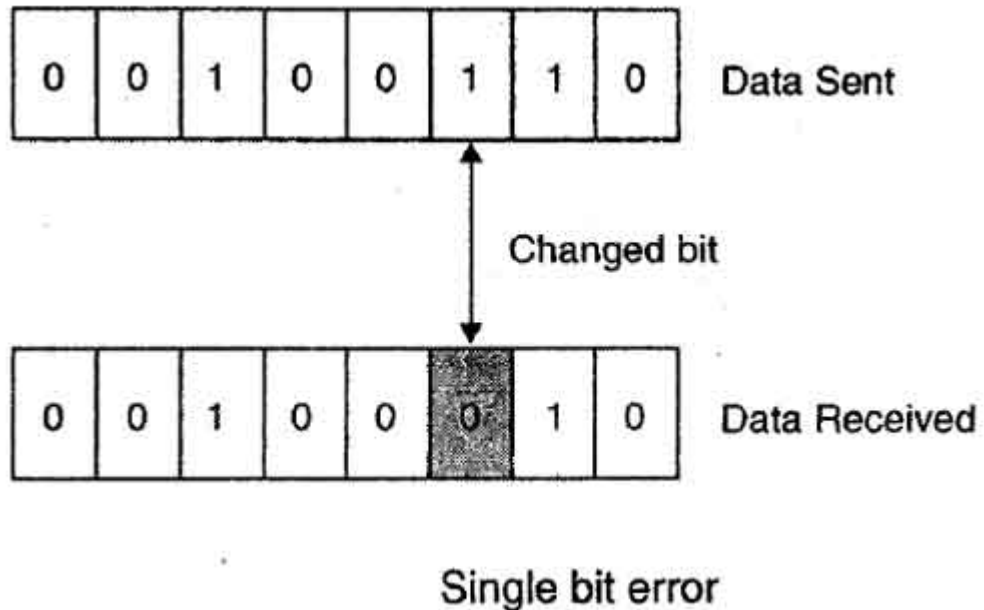 0 0 1 0 0 1 1 0 Data Sent
Changed bit
0 0 1 0 0 0 1 0 Data Received
Single bit error